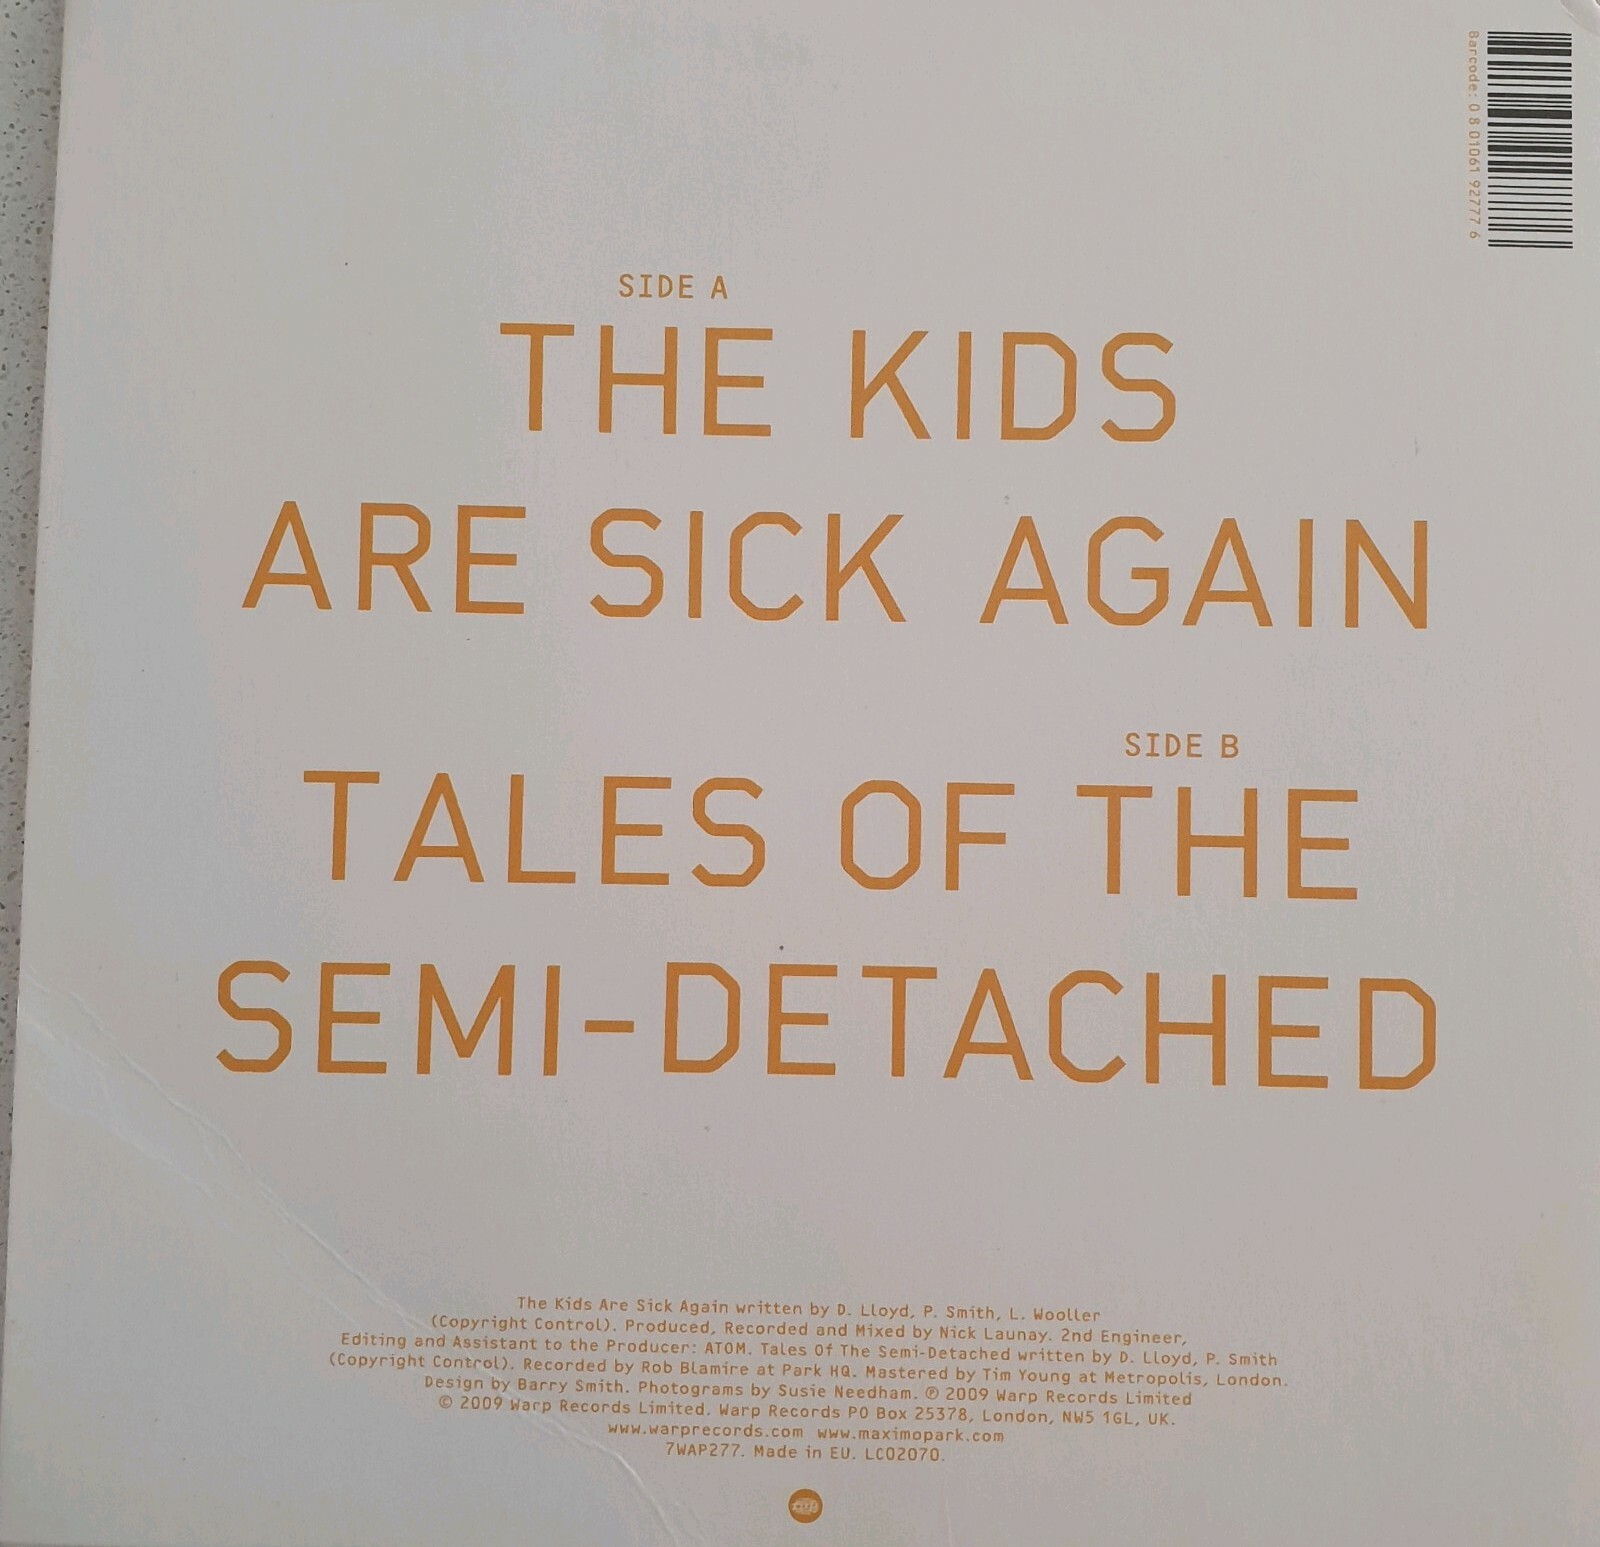 Barcode: 0 8 01061 92777 6
SIDE A
THE KIDS
ARE SICK AGAIN
SIDE B
TALES OF THE
SEMI-DETACHED
The Kids Are Sick Again written by D. Lloyd, P. Smith, L. Wooller
(Copyright Control). Produced, Recorded and Mixed by Nick Launay. 2nd Engineer,
Editing and Assistant to the Producer: ATOM. Tales Of The Semi-Detached written by D. Lloyd, P. Smith
(Copyright Control). Recorded by Rob Blamire at Park HQ. Mastered by Tim Young at Metropolis, London.
Design by Barry Smith. Photograms by Susie Needham. ℗ 2009 Warp Records Limited
© 2009 Warp Records Limited. Warp Records PO Box 25378, London, NW5 1GL, UK.
www.warprecords.com www.maximopark.com
7WAP277. Made in EU. LC02070.